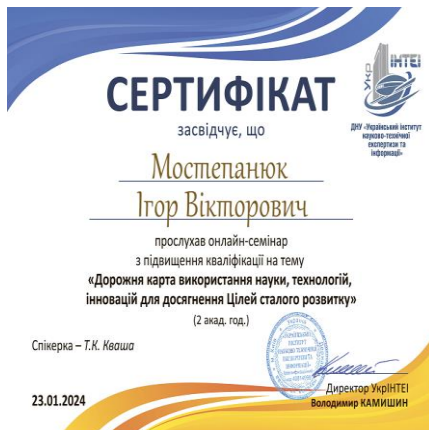 УКР ІНТЕІ
СЕРТИФІКАТ
ДНУ «Український інститут
науково-технічної
експертизи та
інформації»
засвідчує, що
Мостепанюк
Ігор Вікторович
прослухав онлайн-семінар
з підвищення кваліфікації на тему
«Дорожня карта використання науки, технологій,
інновацій для досягнення Цілей сталого розвитку»
(2 акад. год.)
Спікерка – Т.К. Кваша
Директор УкрІНТЕІ
23.01.2024
Володимир КАМИШИН